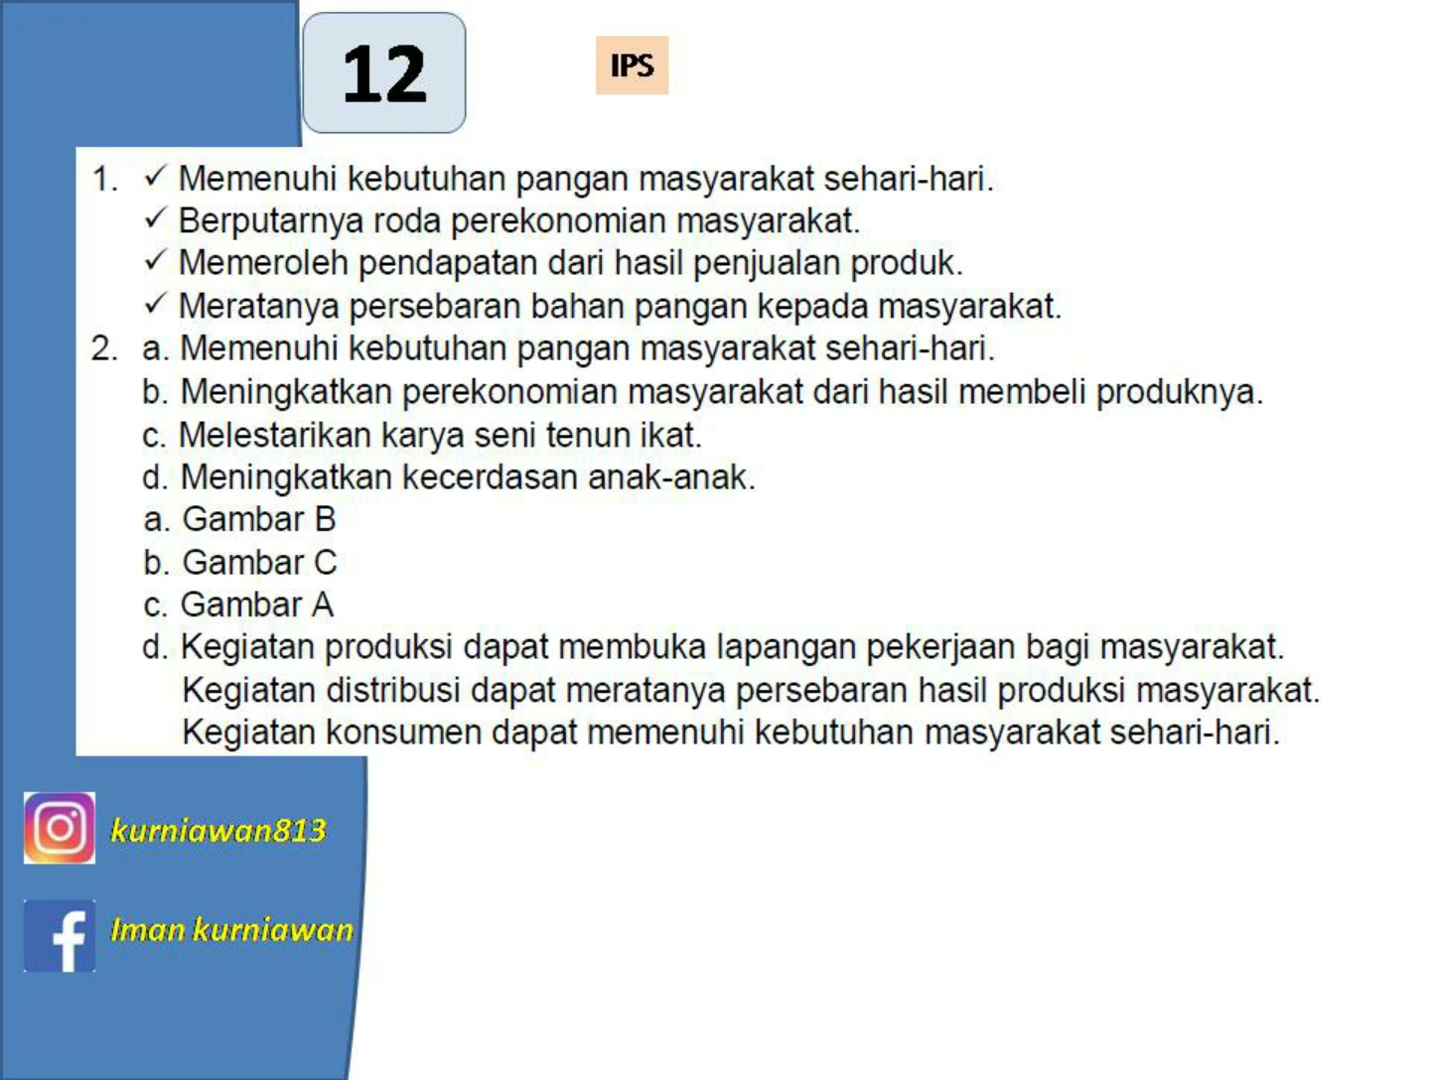 12
IPS
1. ✓ Memenuhi kebutuhan pangan masyarakat sehari-hari.
✓ Berputarnya roda perekonomian masyarakat.
✓ Memeroleh pendapatan dari hasil penjualan produk.
✓ Meratanya persebaran bahan pangan kepada masyarakat.
2. a. Memenuhi kebutuhan pangan masyarakat sehari-hari.
b. Meningkatkan perekonomian masyarakat dari hasil membeli produknya.
c. Melestarikan karya seni tenun ikat.
d. Meningkatkan kecerdasan anak-anak.
a. Gambar B
b. Gambar C
c. Gambar A
d. Kegiatan produksi dapat membuka lapangan pekerjaan bagi masyarakat.
Kegiatan distribusi dapat meratanya persebaran hasil produksi masyarakat.
Kegiatan konsumen dapat memenuhi kebutuhan masyarakat sehari-hari.
kurniawan813
Iman kurniawan